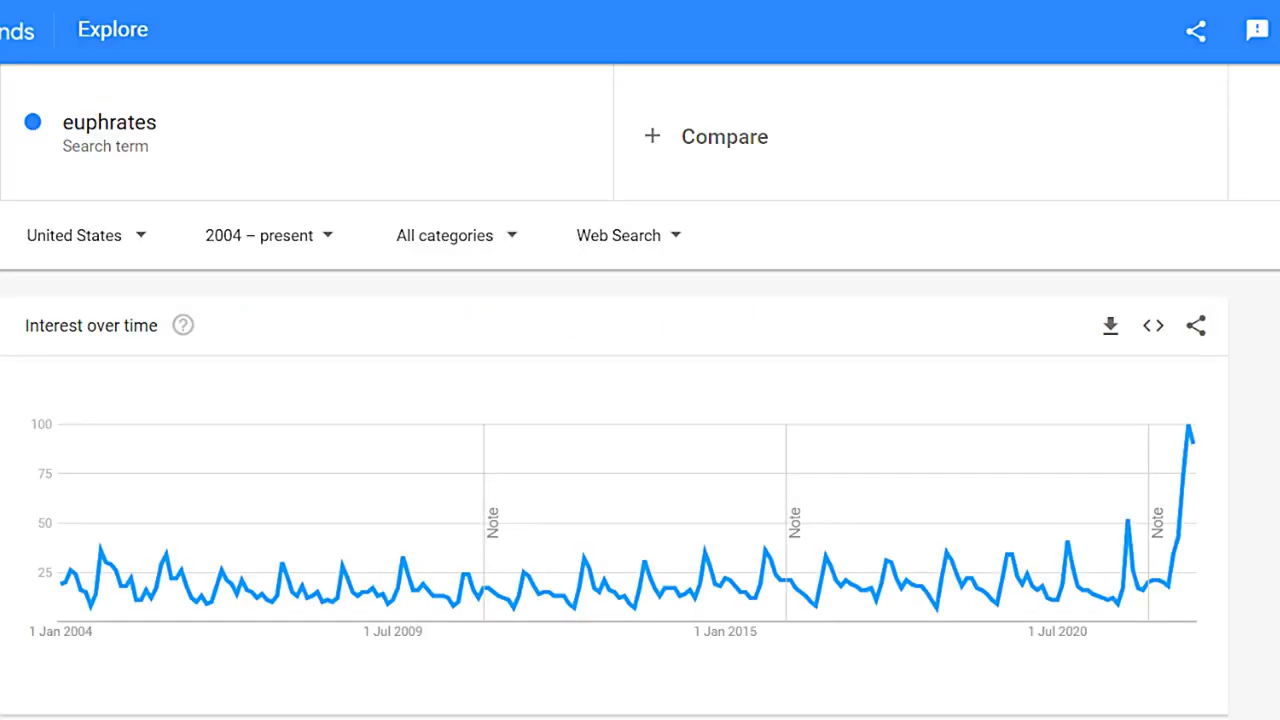 nds Explore
euphrates
Search term
+ Compare
United States 2004 – present All categories Web Search
Interest over time ?
100
75
50
25
Note Note Note
1 Jan 2004 1 Jul 2009 1 Jan 2015 1 Jul 2020